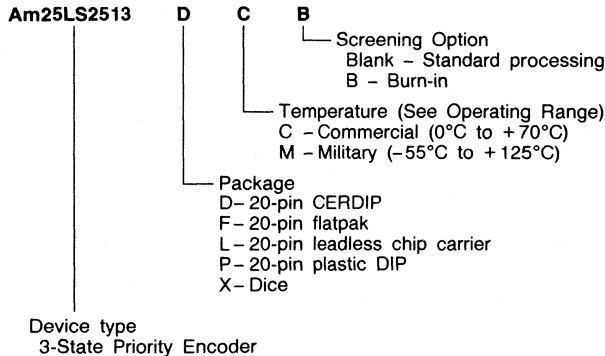 Am25LS2513 D C B
Screening Option
Blank – Standard processing
B – Burn-in
Temperature (See Operating Range)
C – Commercial (0°C to +70°C)
M – Military (–55°C to +125°C)
Package
D– 20-pin CERDIP
F– 20-pin flatpak
L– 20-pin leadless chip carrier
P– 20-pin plastic DIP
X– Dice
Device type
3-State Priority Encoder